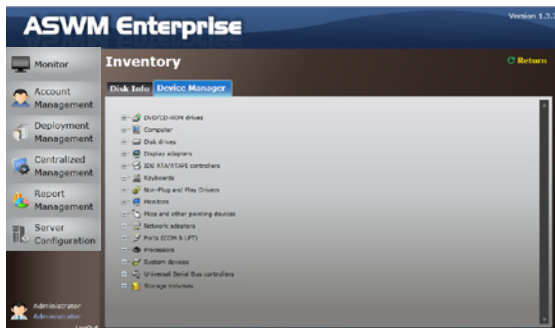 ASWM Enterprise
Version 1.3.
Monitor
Inventory
Return
Disk Info Device Manager
Account
Management
DVD/CD-ROM drives
Computer
Deployment
Management
Disk drives
Display adapters
Centralized
Management
IDE ATA/ATAPI controllers
Keyboards
Non-Plug and Play Drivers
Report
Management
Monitors
Mice and other pointing devices
Network adapters
Server
Configuration
Ports (COM & LPT)
Processors
System devices
Universal Serial Bus controllers
Storage Volumes
Administrator
Administrator
LogOut